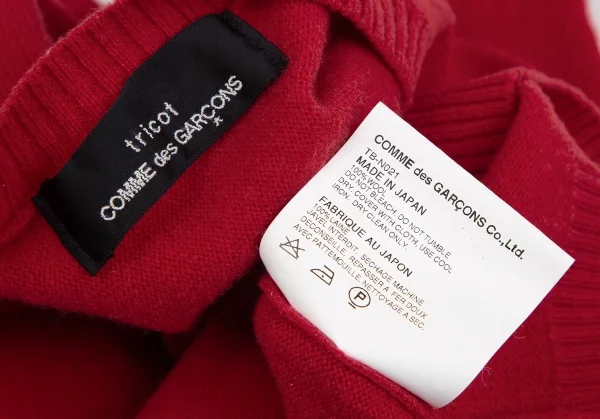 tricot
COMME des GARÇONS
COMME des GARÇONS Co., Ltd.
TB-N021
MADE IN JAPAN
100% WOOL
DO NOT BLEACH. DO NOT TUMBLE
DRY. COVER WITH CLOTH, USE COOL
IRON. DRY CLEAN ONLY.
FABRIQUE AU JAPON
100% LAINE
JAVEL INTERDIT. SECHAGE MACHINE
DECONSEILLE. REPASSER A FER DOUX
AVEC PATTEMOUILLE. NETTOYAGE A SEC.
P